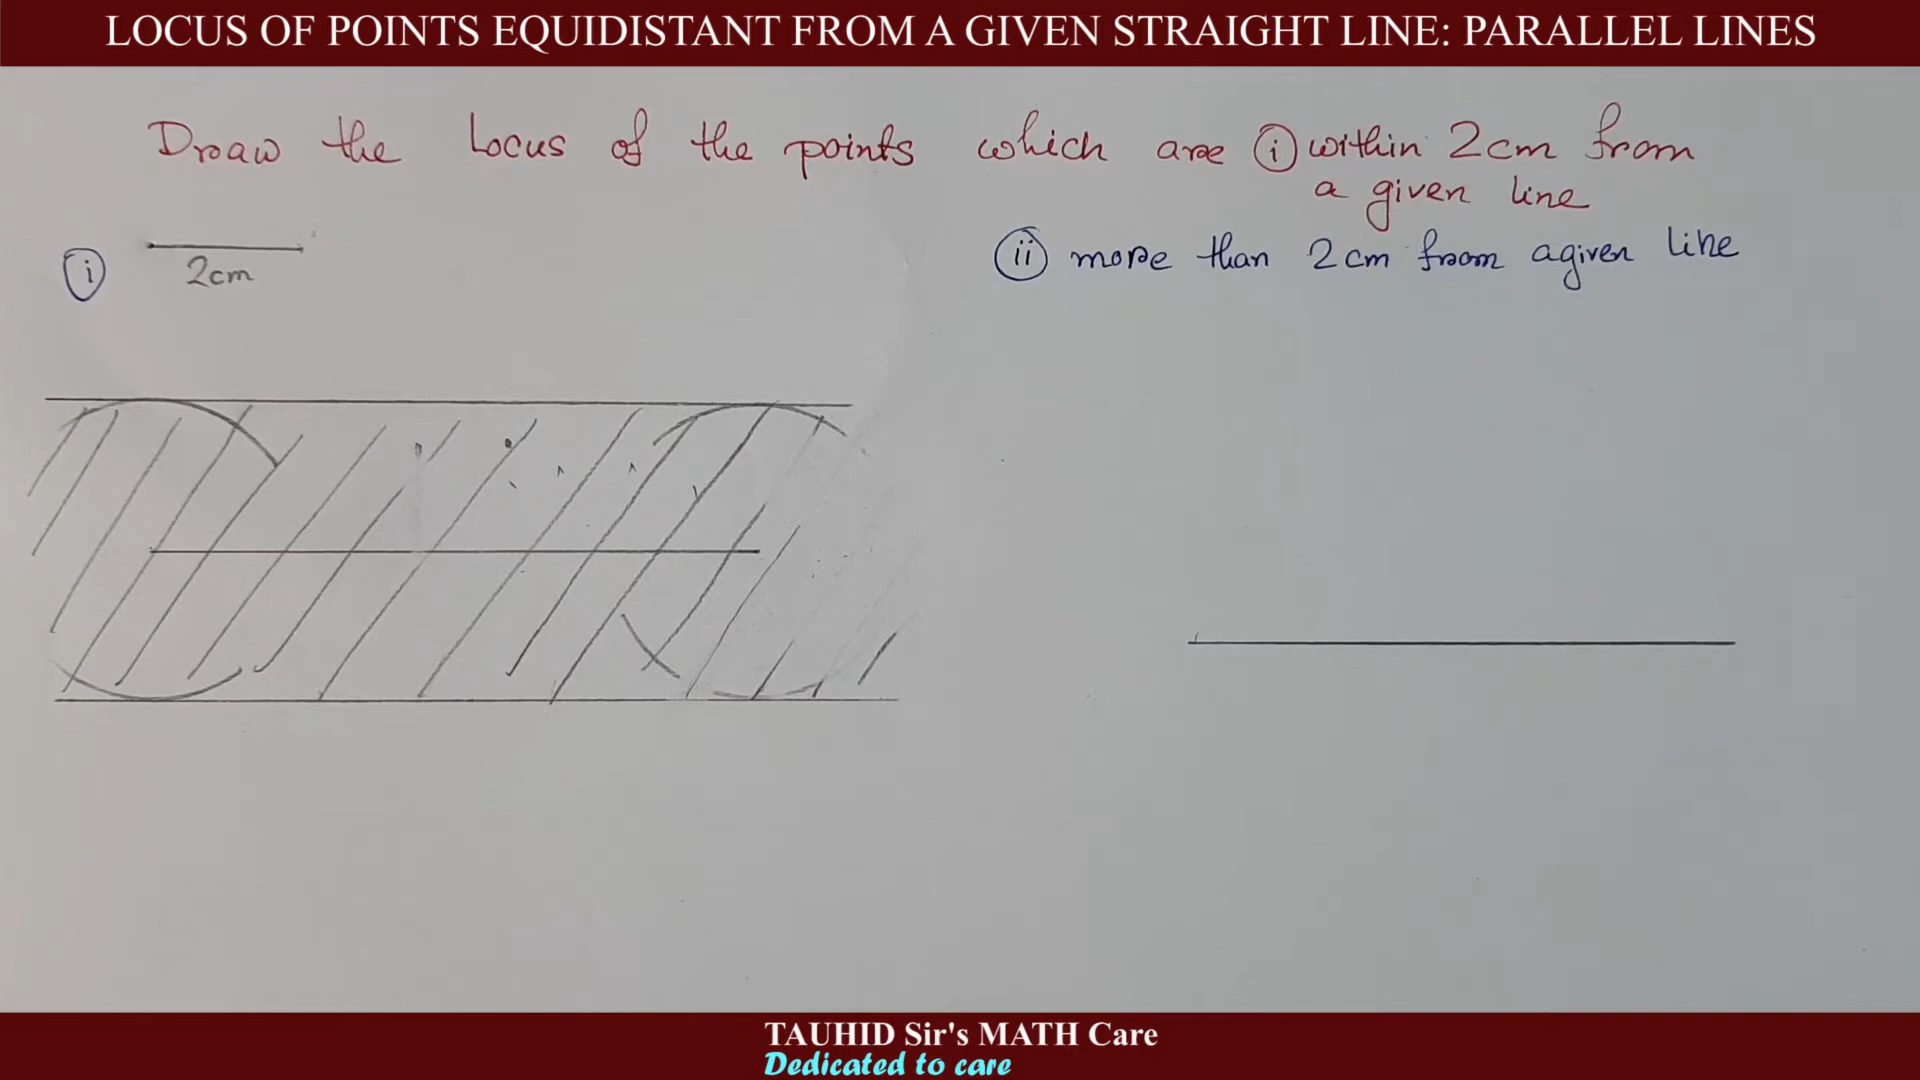 LOCUS OF POINTS EQUIDISTANT FROM A GIVEN STRAIGHT LINE: PARALLEL LINES
Draw the Locus of the points which are (i) within 2cm from
a given line
(ii) more than 2cm from a given line
(i)
2cm
TAUHID Sir's MATH Care
Dedicated to care